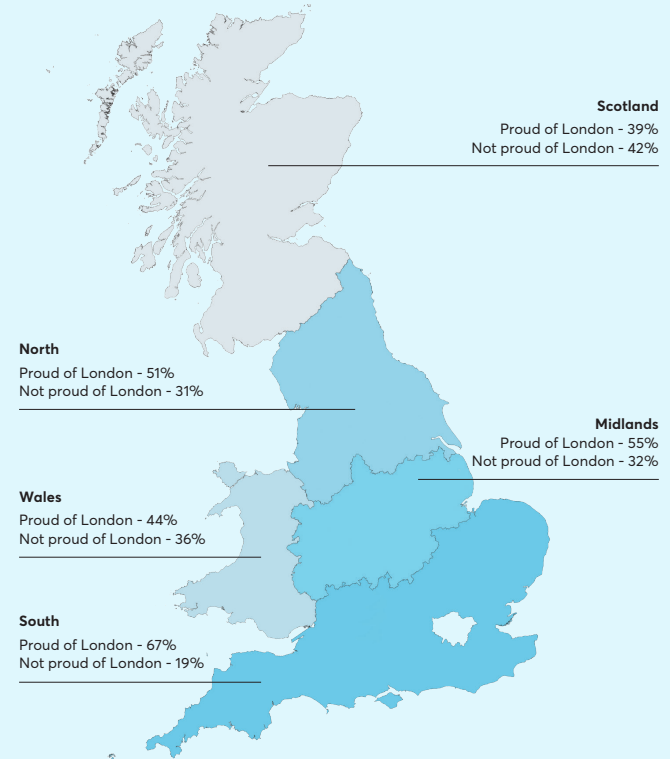 Scotland
Proud of London - 39%
Not proud of London - 42%
North
Proud of London - 51%
Not proud of London - 31%
Midlands
Proud of London - 55%
Not proud of London - 32%
Wales
Proud of London - 44%
Not proud of London - 36%
South
Proud of London - 67%
Not proud of London - 19%